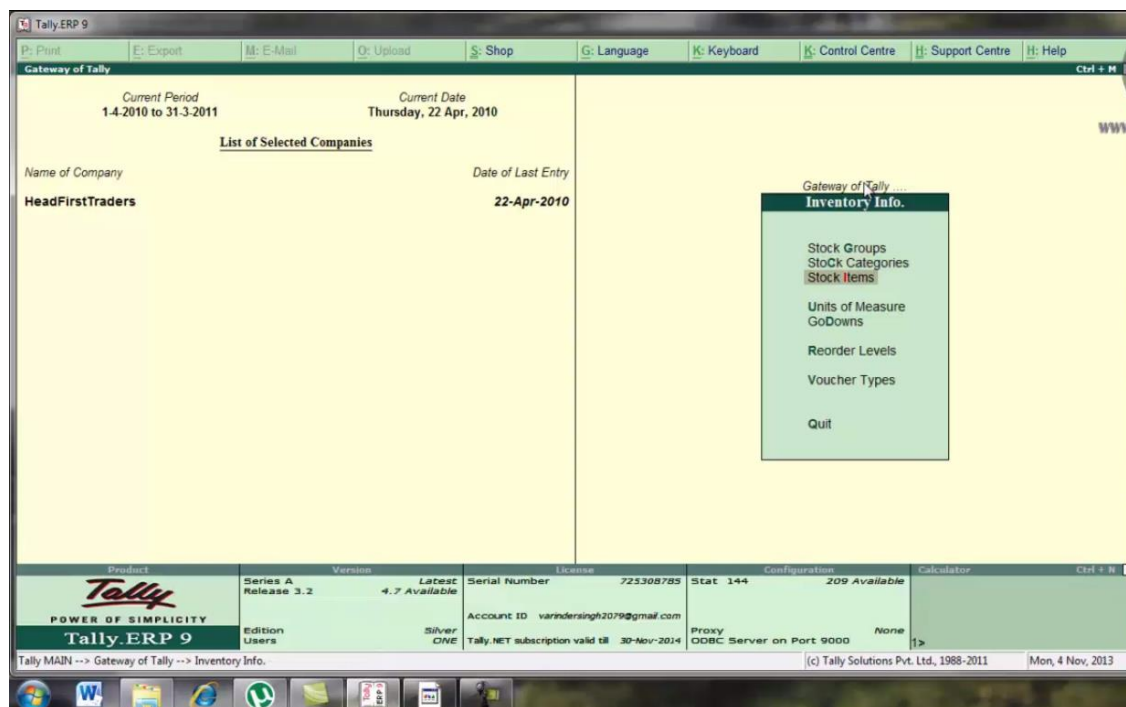 Tally.ERP 9
P: Print E: Export M: E-Mail O: Upload S: Shop G: Language K: Keyboard K: Control Centre H: Support Centre H: Help
Gateway of Tally Ctrl + M
Current Period Current Date
1-4-2010 to 31-3-2011 Thursday, 22 Apr, 2010
List of Selected Companies
Name of Company Date of Last Entry
HeadFirstTraders 22-Apr-2010
www
Gateway of Tally ....
Inventory Info.
Stock Groups
StoCk Categories
Stock Items
Units of Measure
GoDowns
Reorder Levels
Voucher Types
Quit
Product Version License Configuration Calculator Ctrl + N
Tally
POWER OF SIMPLICITY
Tally.ERP 9
Series A Latest
Release 3.2 4.7 Available
Edition Silver
Users ONE
Serial Number 725308785
Account ID varindersingh2079@gmail.com
Tally.NET subscription valid till 30-Nov-2014
Stat 144 209 Available
Proxy None
ODBC Server on Port 9000
1>
Tally MAIN --> Gateway of Tally --> Inventory Info. (c) Tally Solutions Pvt. Ltd., 1988-2011 Mon, 4 Nov, 2013